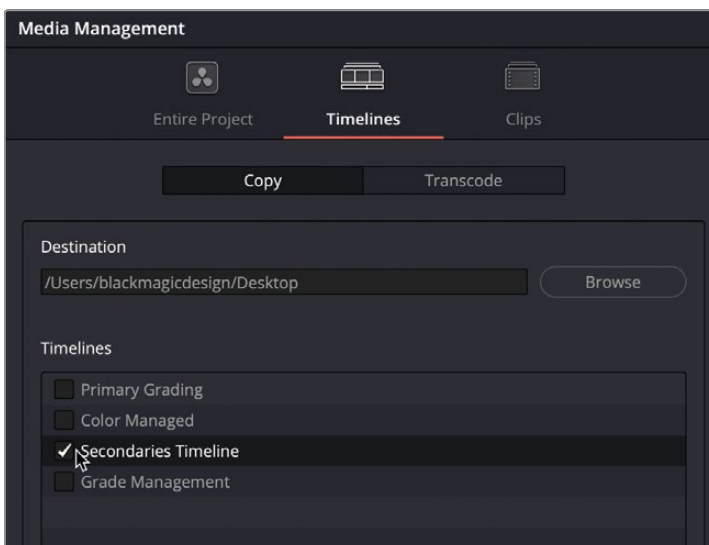 Media Management
Entire Project Timelines Clips
Copy Transcode
Destination
/Users/blackmagicdesign/Desktop Browse
Timelines
Primary Grading
Color Managed
Secondaries Timeline
Grade Management